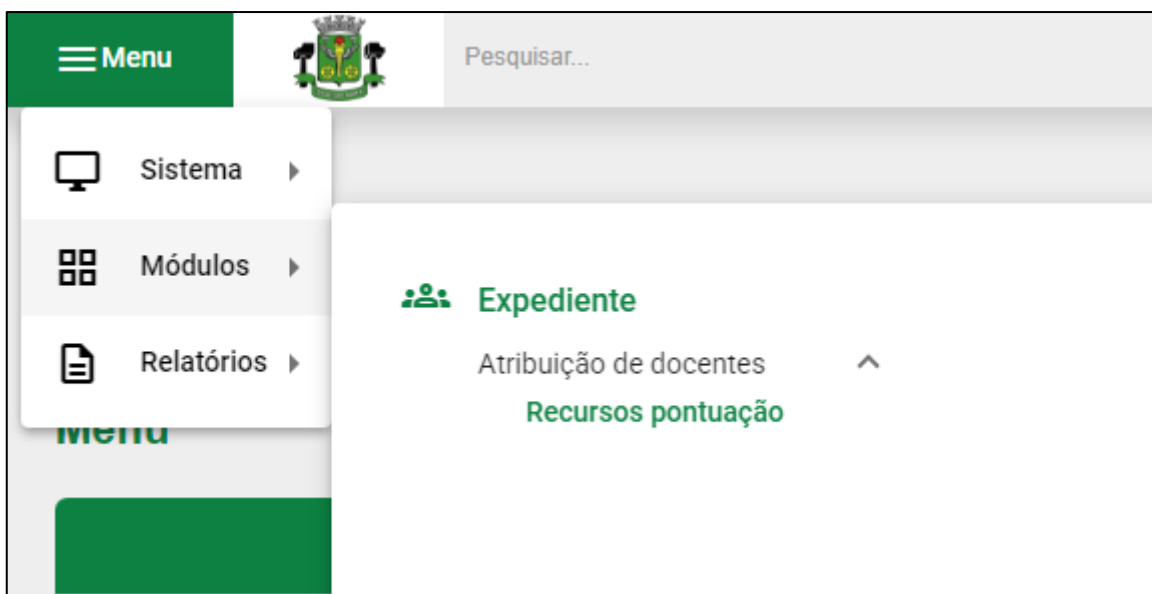 Menu
Pesquisar...
Sistema
Módulos
Relatórios
Expediente
Atribuição de docentes
Recursos pontuação
Menu